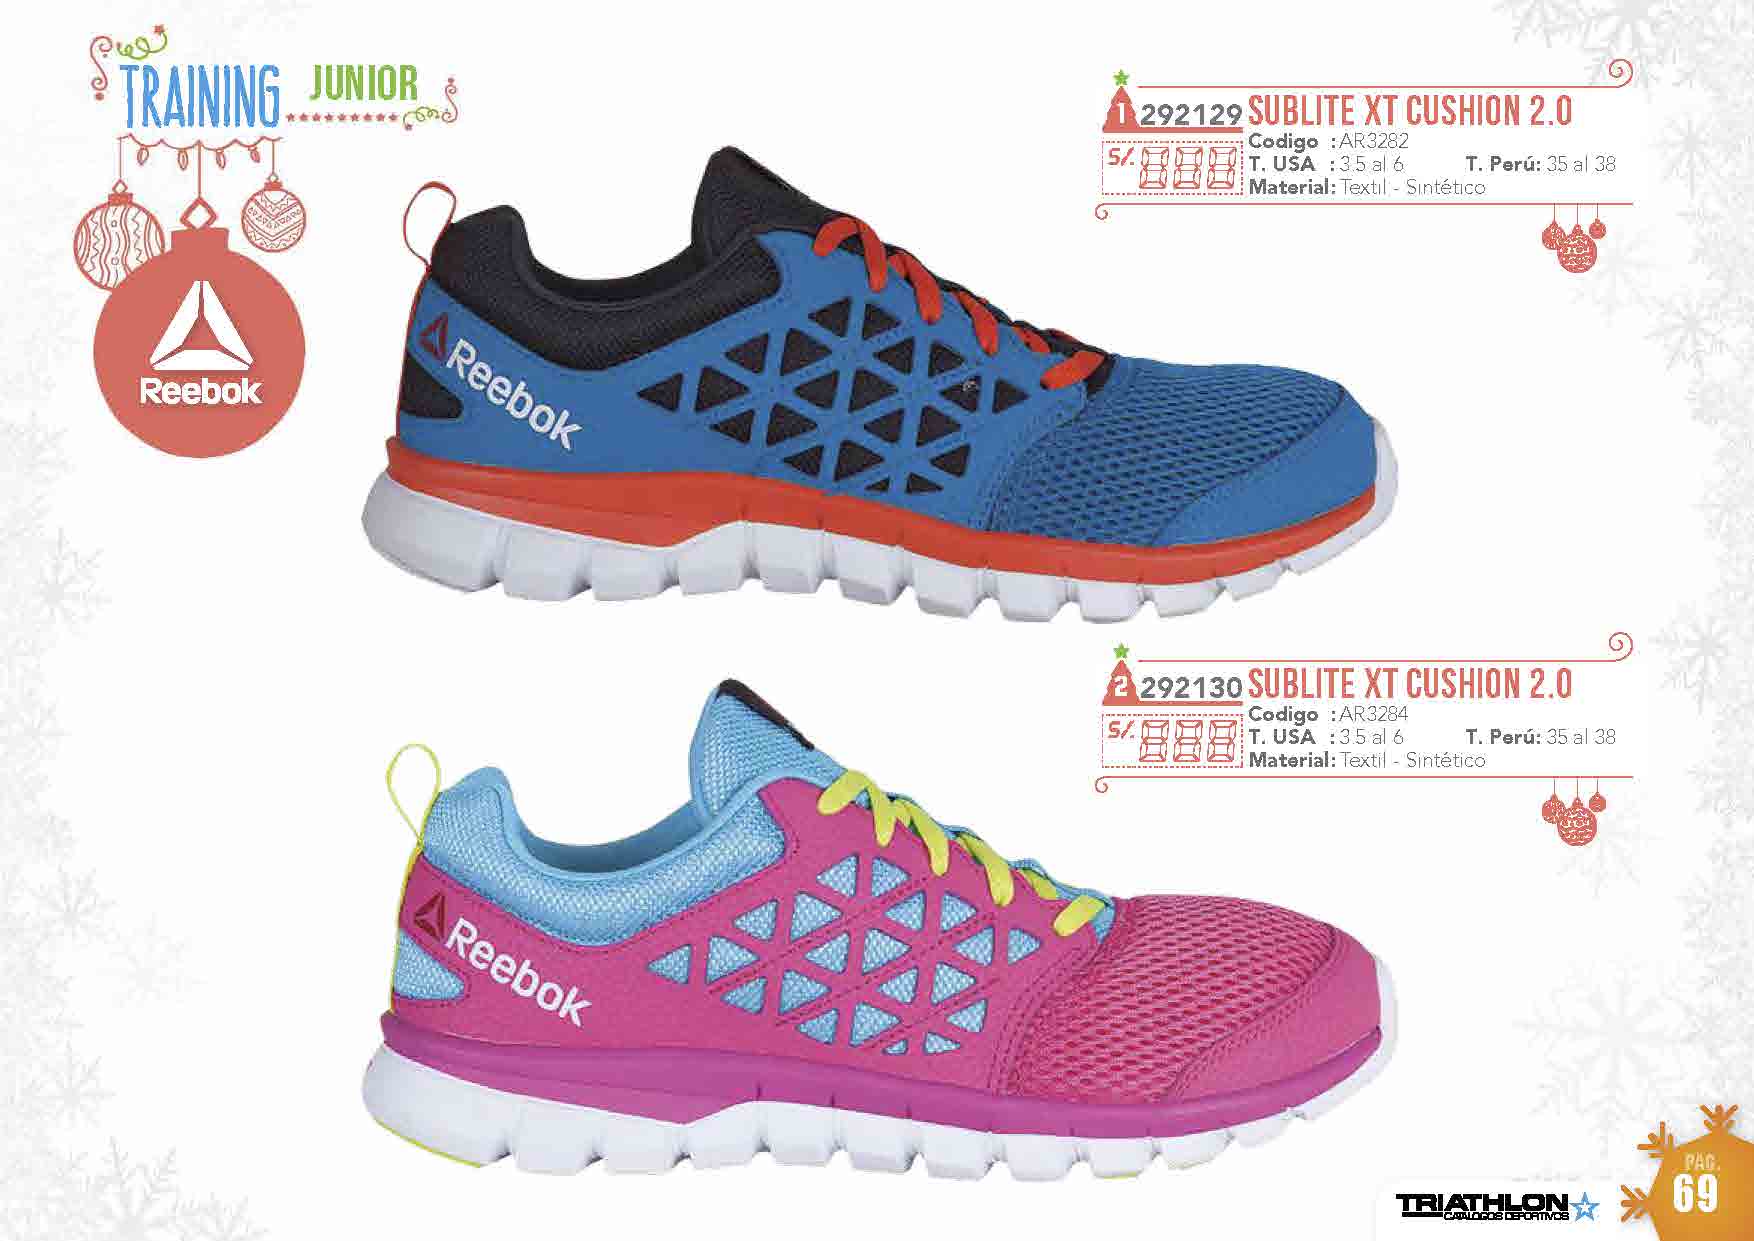 TRAINING JUNIOR
Reebok
1 292129 SUBLITE XT CUSHION 2.0
Codigo : AR3282
S/. 888 T. USA : 3.5 al 6 T. Perú: 35 al 38
Material: Textil - Sintético
Reebok
2 292130 SUBLITE XT CUSHION 2.0
Codigo : AR3284
S/. 888 T. USA : 3.5 al 6 T. Perú: 35 al 38
Material: Textil - Sintético
Reebok
PAG.
69
TRIATHLON
CATALOGOS DEPORTIVOS